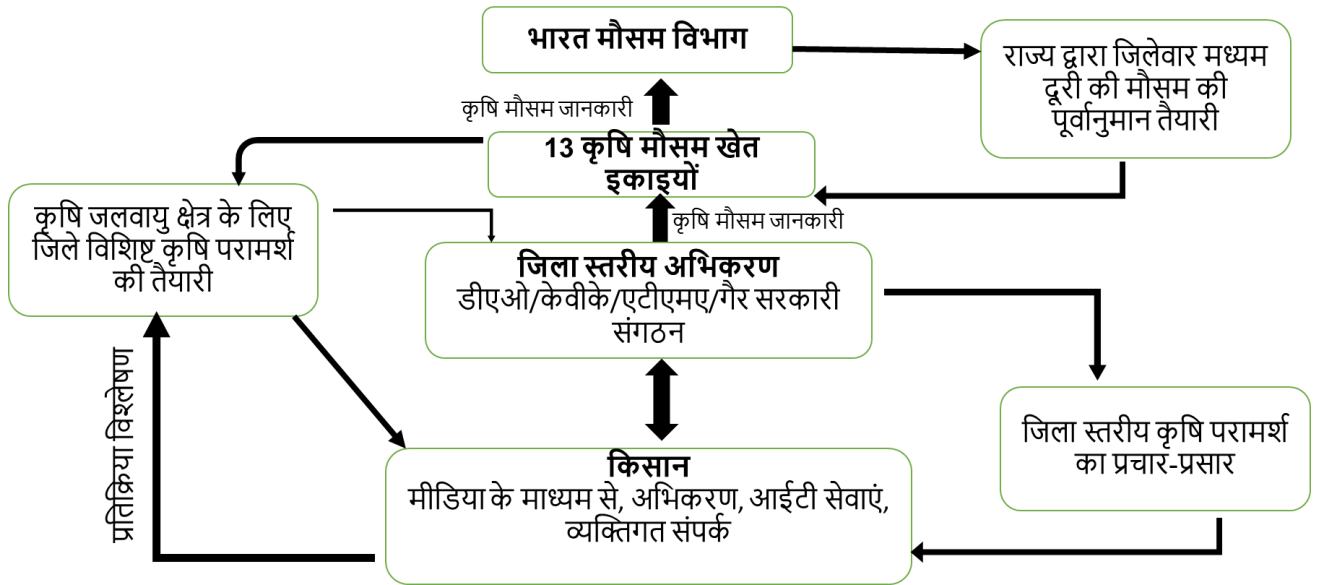 भारत मौसम विभाग
राज्य द्वारा जिलेवार मध्यम
दूरी की मौसम की
पूर्वानुमान तैयारी
कृषि मौसम जानकारी
13 कृषि मौसम खेत
इकाइयों
कृषि जलवायु क्षेत्र के लिए
जिले विशिष्ट कृषि परामर्श
की तैयारी
कृषि मौसम जानकारी
जिला स्तरीय अभिकरण
डीएओ/केवीके/एटीएमए/गैर सरकारी
संगठन
प्रतिक्रिया विश्लेषण
जिला स्तरीय कृषि परामर्श
का प्रचार-प्रसार
किसान
मीडिया के माध्यम से, अभिकरण, आईटी सेवाएं,
व्यक्तिगत संपर्क